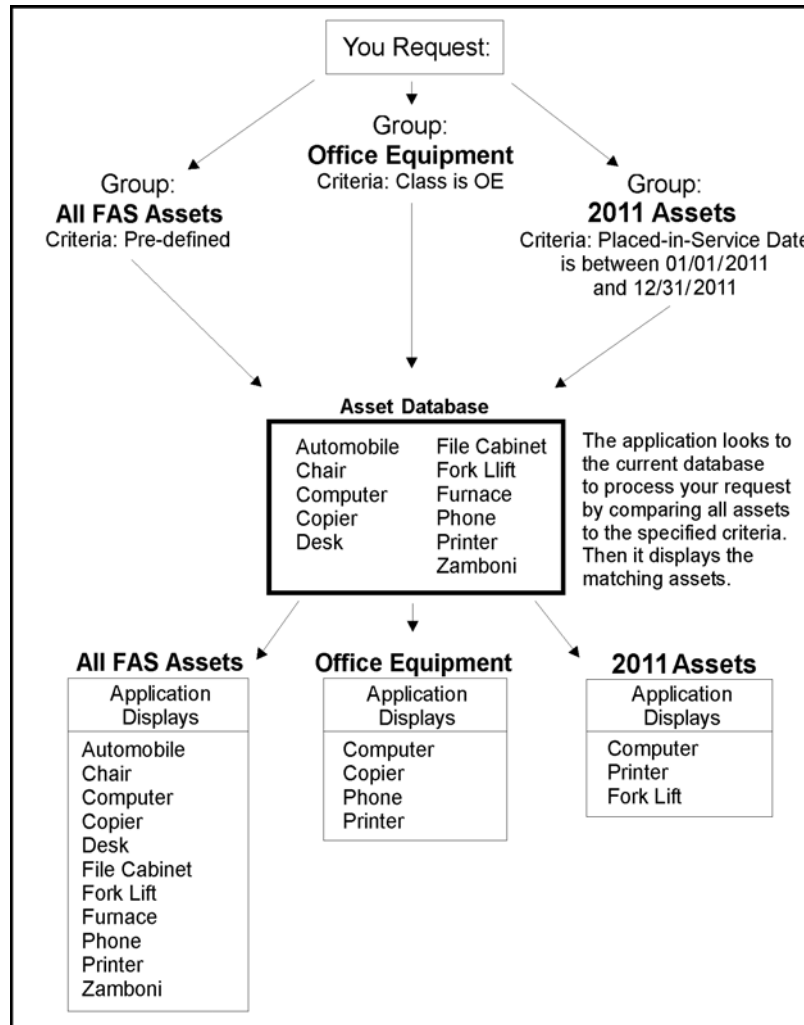 You Request:
Group:
Office Equipment
Criteria: Class is OE
Group:
All FAS Assets
Criteria: Pre-defined
Group:
2011 Assets
Criteria: Placed-in-Service Date
is between 01/01/2011
and 12/31/2011
Asset Database
Automobile
Chair
Computer
Copier
Desk
File Cabinet
Fork Llift
Furnace
Phone
Printer
Zamboni
The application looks to
the current database
to process your request
by comparing all assets
to the specified criteria.
Then it displays the
matching assets.
All FAS Assets
Application
Displays
Automobile
Chair
Computer
Copier
Desk
File Cabinet
Fork Lift
Furnace
Phone
Printer
Zamboni
Office Equipment
Application
Displays
Computer
Copier
Phone
Printer
2011 Assets
Application
Displays
Computer
Printer
Fork Lift